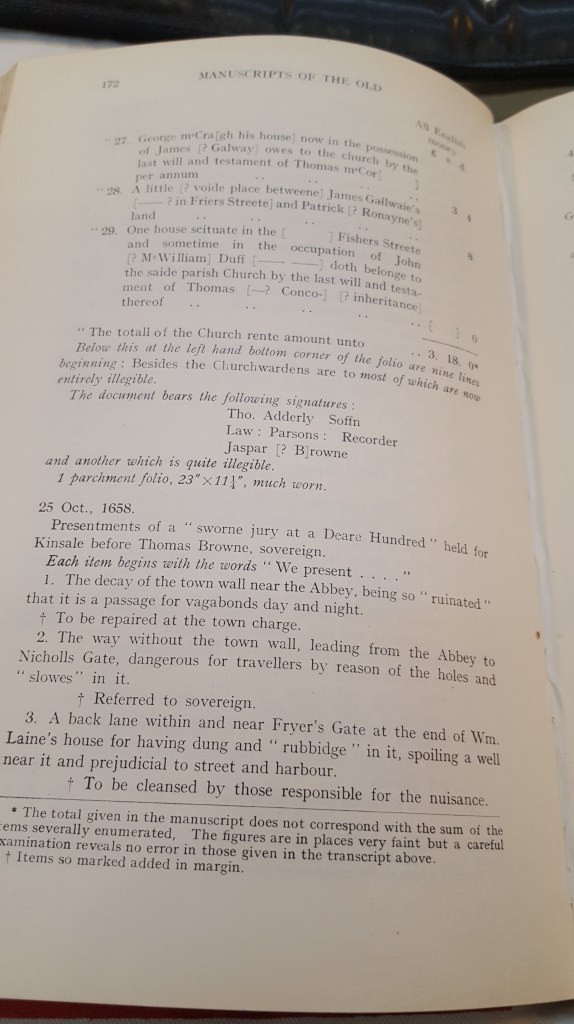 172
MANUSCRIPTS OF THE OLD
All English
money
£ s. d.
" 27. George mᶜCra[gh his house] now in the possession
of James [? Galway] owes to the church by the
last will and testament of Thomas mᶜCor[ ]
per annum .. .. .. 3. 4
" 28. A little [? voide place betweene] James Gallwaie's
[—— ? in Friers Streete] and Patrick [? Ronayne's]
land .. .. .. .. .. 8
" 29. One house scituate in the [ ] Fishers Streete
and sometime in the occupation of John
[? MᶜWilliam] Duff [—— ——] doth belonge to
the saide parish Church by the last will and testa-
ment of Thomas [—? Conco-] [? inheritance]
thereof .. .. .. .. .. [ ] 0
" The totall of the Church rente amount unto .. 3. 18. 0*
Below this at the left hand bottom corner of the folio are nine lines
beginning : Besides the Churchwardens are to most of which are now
entirely illegible.
The document bears the following signatures :
Tho. Adderly Soffn
Law : Parsons : Recorder
Jaspar [? B]rowne
and another which is quite illegible.
1 parchment folio, 23" × 11¼", much worn.
25 Oct., 1658.
Presentments of a " sworne jury at a Deare Hundred " held for
Kinsale before Thomas Browne, sovereign.
Each item begins with the words " We present . . . . "
1. The decay of the town wall near the Abbey, being so " ruinated "
that it is a passage for vagabonds day and night.
† To be repaired at the town charge.
2. The way without the town wall, leading from the Abbey to
Nicholls Gate, dangerous for travellers by reason of the holes and
" slowes " in it.
† Referred to sovereign.
3. A back lane within and near Fryer's Gate at the end of Wm.
Laine's house for having dung and " rubbidge " in it, spoiling a well
near it and prejudicial to street and harbour.
† To be cleansed by those responsible for the nuisance.
* The total given in the manuscript does not correspond with the sum of the
ems severally enumerated, The figures are in places very faint but a careful
xamination reveals no error in those given in the transcript above.
† Items so marked added in margin.